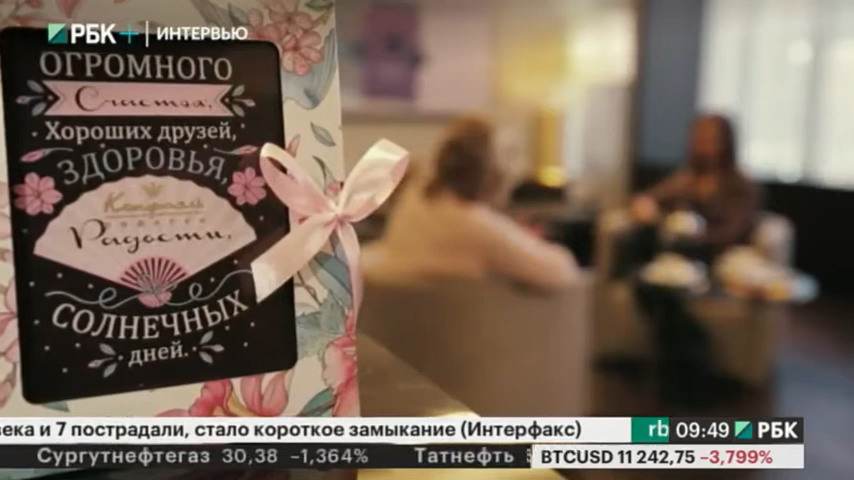 РБК+ | ИНТЕРВЬЮ
ОГРОМНОГО
Счастья,
Хороших друзей,
ЗДОРОВЬЯ,
Радости,
СОЛНЕЧНЫХ
дней.
века и 7 пострадали, стало короткое замыкание (Интерфакс)
rb 09:49 РБК
Сургутнефтегаз 30,38 -1,364% Татнефть
BTCUSD 11 242,75 -3,799%